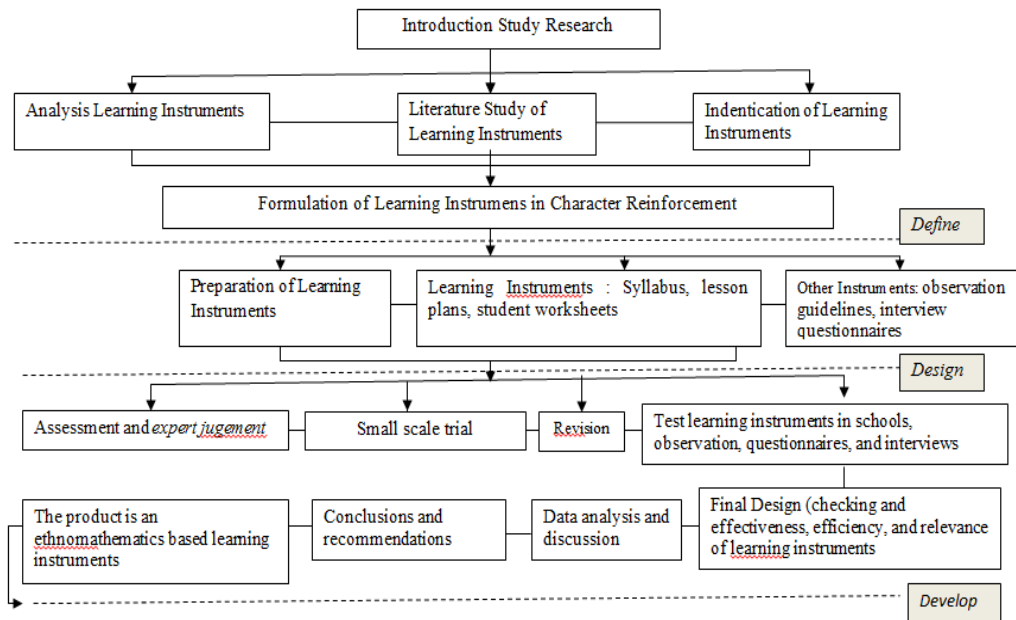 Introduction Study Research
Analysis Learning Instruments
Literature Study of
Learning Instruments
Indentication of Learning
Instruments
Formulation of Learning Instrumens in Character Reinforcement
Define
Preparation of Learning
Instruments
Learning Instruments : Syllabus, lesson
plans, student worksheets
Other Instruments: observation
guidelines, interview
questionnaires
Design
Assessment and expert jugement
Small scale trial
Revision
Test learning instruments in schools,
observation, questionnaires, and interviews
The product is an
ethnomathematics based learning
instruments
Conclusions and
recommendations
Data analysis and
discussion
Final Design (checking and
effectiveness, efficiency, and relevance
of learning instruments
Develop